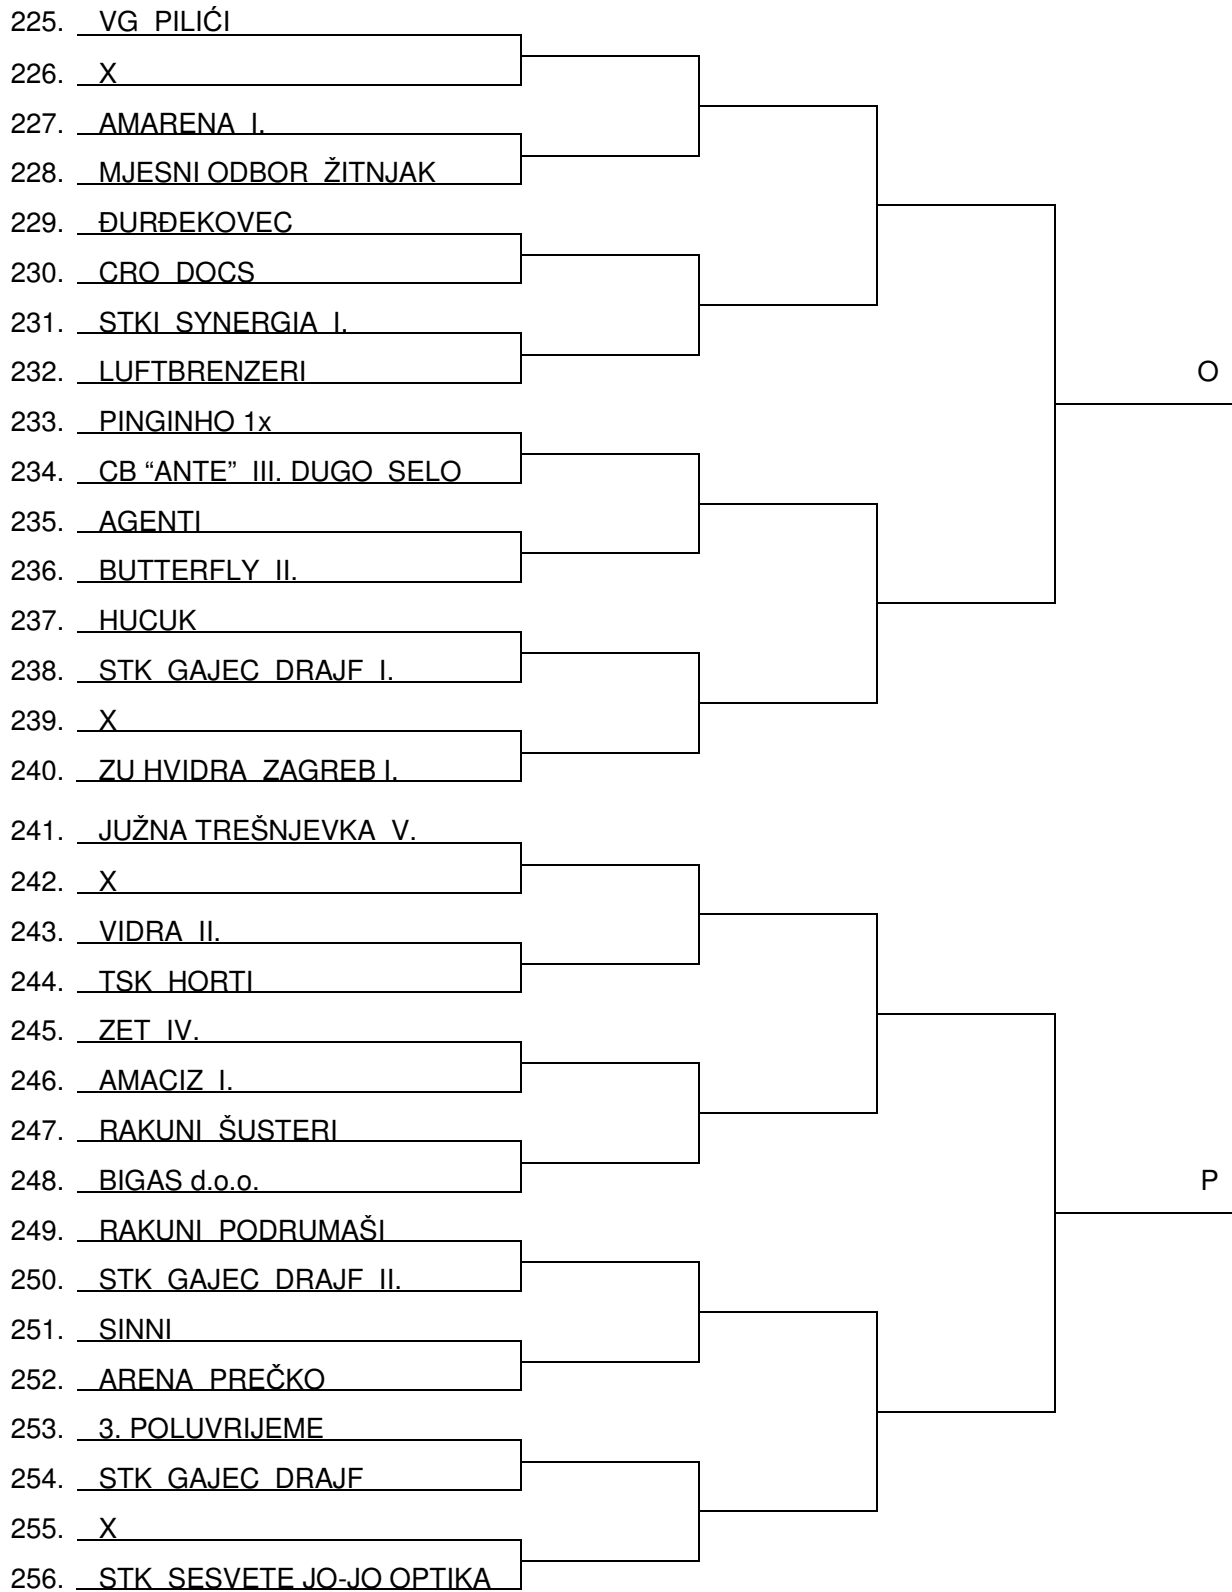 225. VG PILIĆI
226. X
227. AMARENA I.
228. MJESNI ODBOR ŽITNJAK
229. ĐURĐEKOVEC
230. CRO DOCS
231. STKI SYNERGIA I.
232. LUFTBRENZERI
O
233. PINGINHO 1x
234. CB “ANTE” III. DUGO SELO
235. AGENTI
236. BUTTERFLY II.
237. HUCUK
238. STK GAJEC DRAJF I.
239. X
240. ZU HVIDRA ZAGREB I.
241. JUŽNA TREŠNJEVKA V.
242. X
243. VIDRA II.
244. TSK HORTI
245. ZET IV.
246. AMACIZ I.
247. RAKUNI ŠUSTERI
248. BIGAS d.o.o.
P
249. RAKUNI PODRUMAŠI
250. STK GAJEC DRAJF II.
251. SINNI
252. ARENA PREČKO
253. 3. POLUVRIJEME
254. STK GAJEC DRAJF
255. X
256. STK SESVETE JO-JO OPTIKA